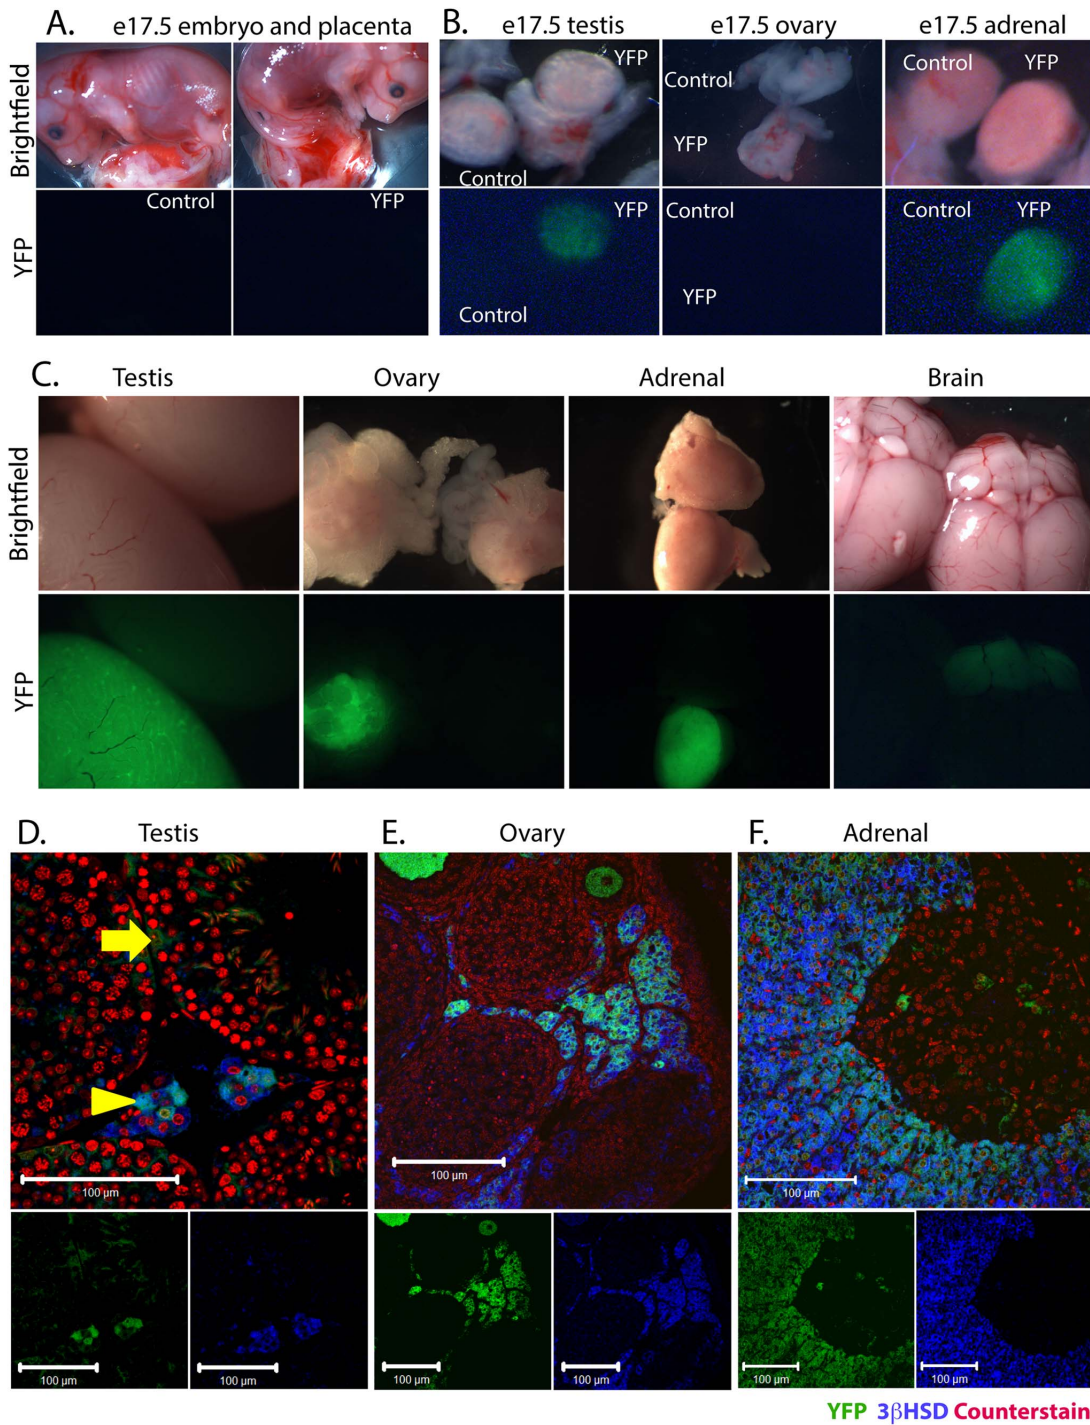 A. e17.5 embryo and placenta
B. e17.5 testis e17.5 ovary e17.5 adrenal
Brightfield
YFP
Control
Control
YFP
Control
YFP
Control
YFP
YFP
Control
YFP
YFP
Control
Control
YFP
Control
YFP
C. Testis Ovary Adrenal Brain
Brightfield
YFP
D. Testis E. Ovary F. Adrenal
100 µm
100 µm
100 µm
100 µm
100 µm
100 µm
100 µm
100 µm
100 µm
YFP 3βHSD Counterstain